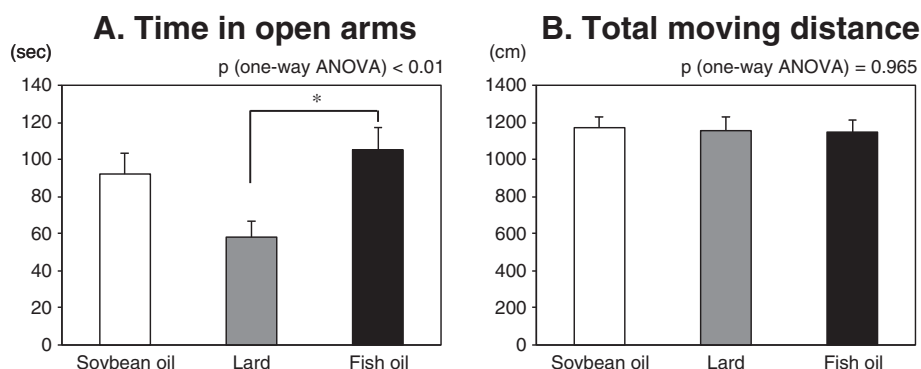 A. Time in open arms
(sec)
p (one-way ANOVA) < 0.01
140
120
100
80
60
40
20
0
*
Soybean oil Lard Fish oil
B. Total moving distance
(cm)
p (one-way ANOVA) = 0.965
1400
1200
1000
800
600
400
200
0
Soybean oil Lard Fish oil